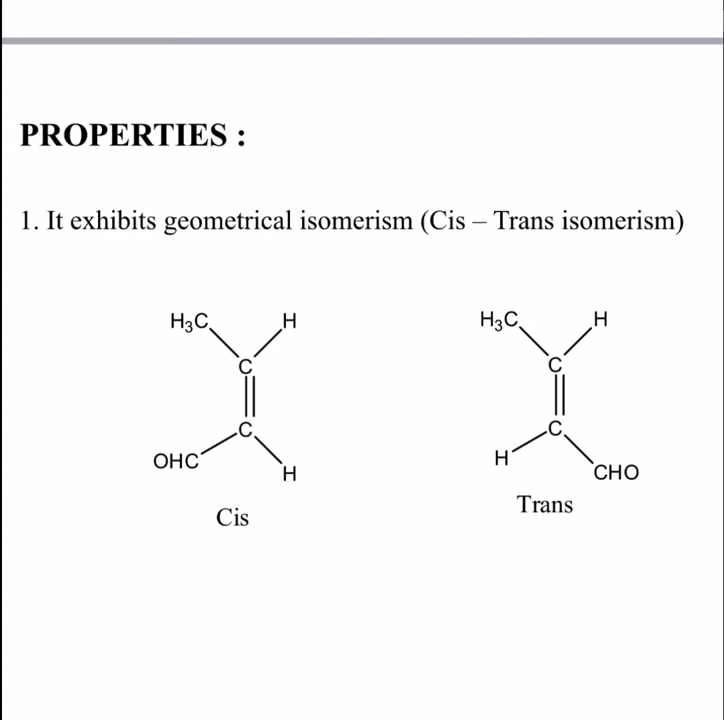 PROPERTIES :
1. It exhibits geometrical isomerism (Cis – Trans isomerism)
H₃C H
C
C
OHC H
Cis
H₃C H
C
C
H CHO
Trans